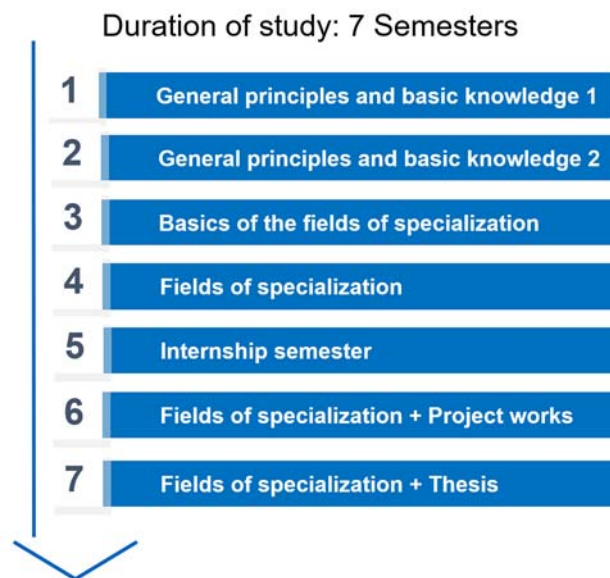 Duration of study: 7 Semesters
1 General principles and basic knowledge 1
2 General principles and basic knowledge 2
3 Basics of the fields of specialization
4 Fields of specialization
5 Internship semester
6 Fields of specialization + Project works
7 Fields of specialization + Thesis